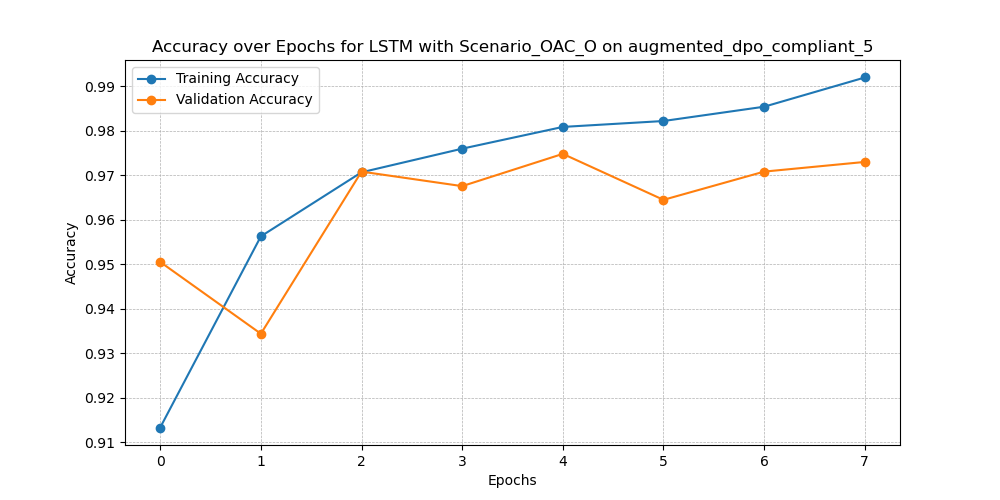 Accuracy over Epochs for LSTM with Scenario_OAC_O on augmented_dpo_compliant_5
Training Accuracy
Validation Accuracy
0.99
0.98
0.97
0.96
0.95
0.94
0.93
0.92
0.91
Accuracy
0 1 2 3 4 5 6 7
Epochs